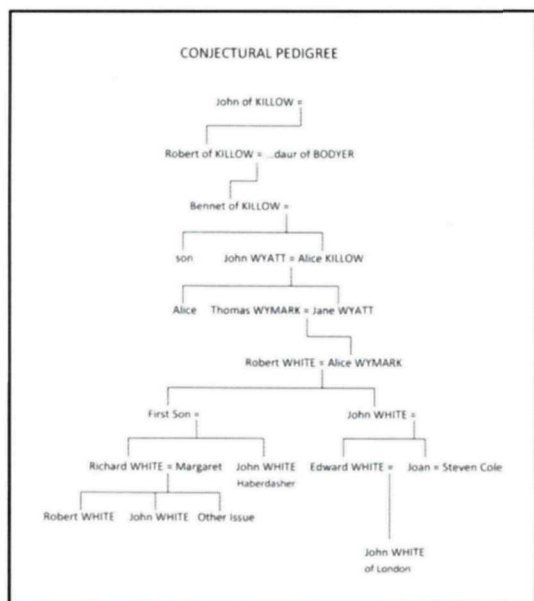 CONJECTURAL PEDIGREE
John of KILLOW =
Robert of KILLOW = ...daur of BODYER
Bennet of KILLOW =
son John WYATT = Alice KILLOW
Alice Thomas WYMARK = Jane WYATT
Robert WHITE = Alice WYMARK
First Son = John WHITE =
Richard WHITE = Margaret John WHITE Edward WHITE = Joan = Steven Cole
Haberdasher
Robert WHITE John WHITE Other Issue
John WHITE
of London